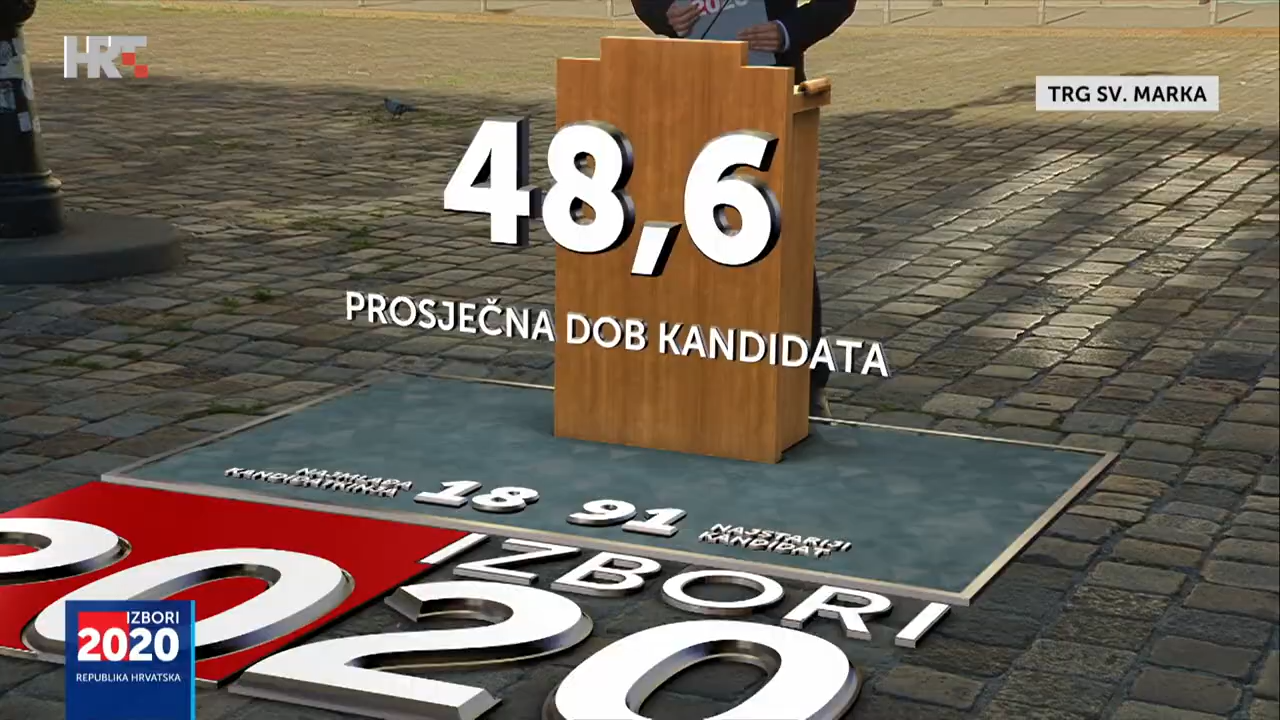 HRT
2020
TRG SV. MARKA
48,6
PROSJEČNA DOB KANDIDATA
NAJMLAĐA
KANDIDATKINJA
18
91
NAJSTARIJI
KANDIDAT
IZBORI
2020
IZBORI
2020
REPUBLIKA HRVATSKA